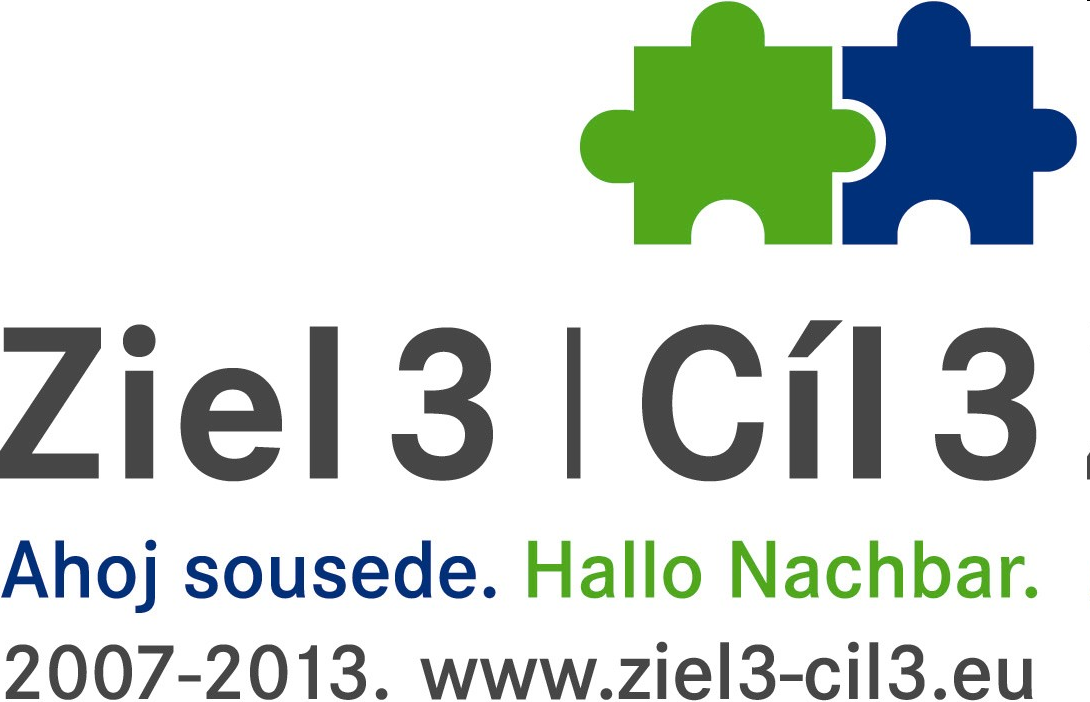 Ziel 3 | Cíl 3
Ahoj sousede. Hallo Nachbar.
2007-2013. www.ziel3-cil3.eu